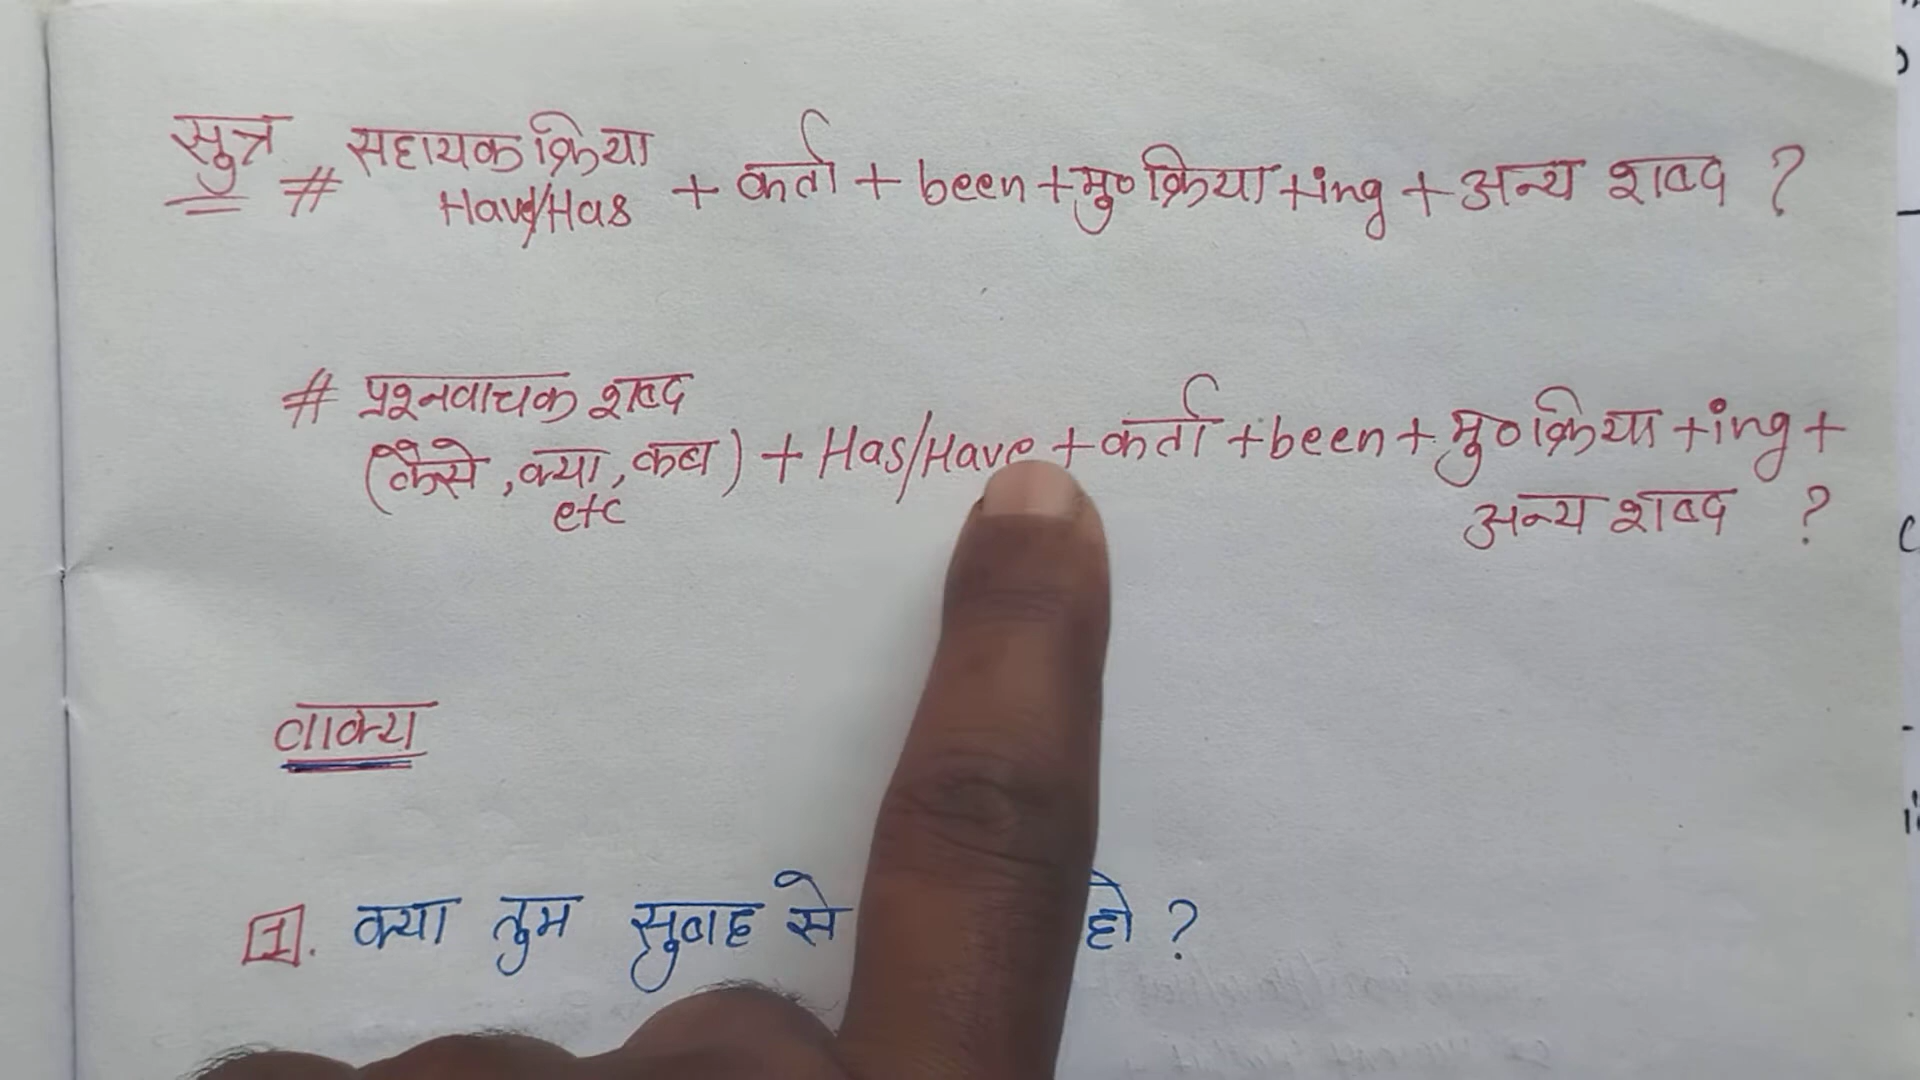 सुत्र # सहायक क्रिया
Have/Has + कर्ता + been + मु० क्रिया + ing + अन्य शब्द ?
# प्रश्नवाचक शब्द
(कैसे, क्या, कब) + Has/Have + कर्ता + been + मु० क्रिया + ing +
etc
अन्य शब्द ?
वाक्य
1. क्या तुम सुबह से हो ?